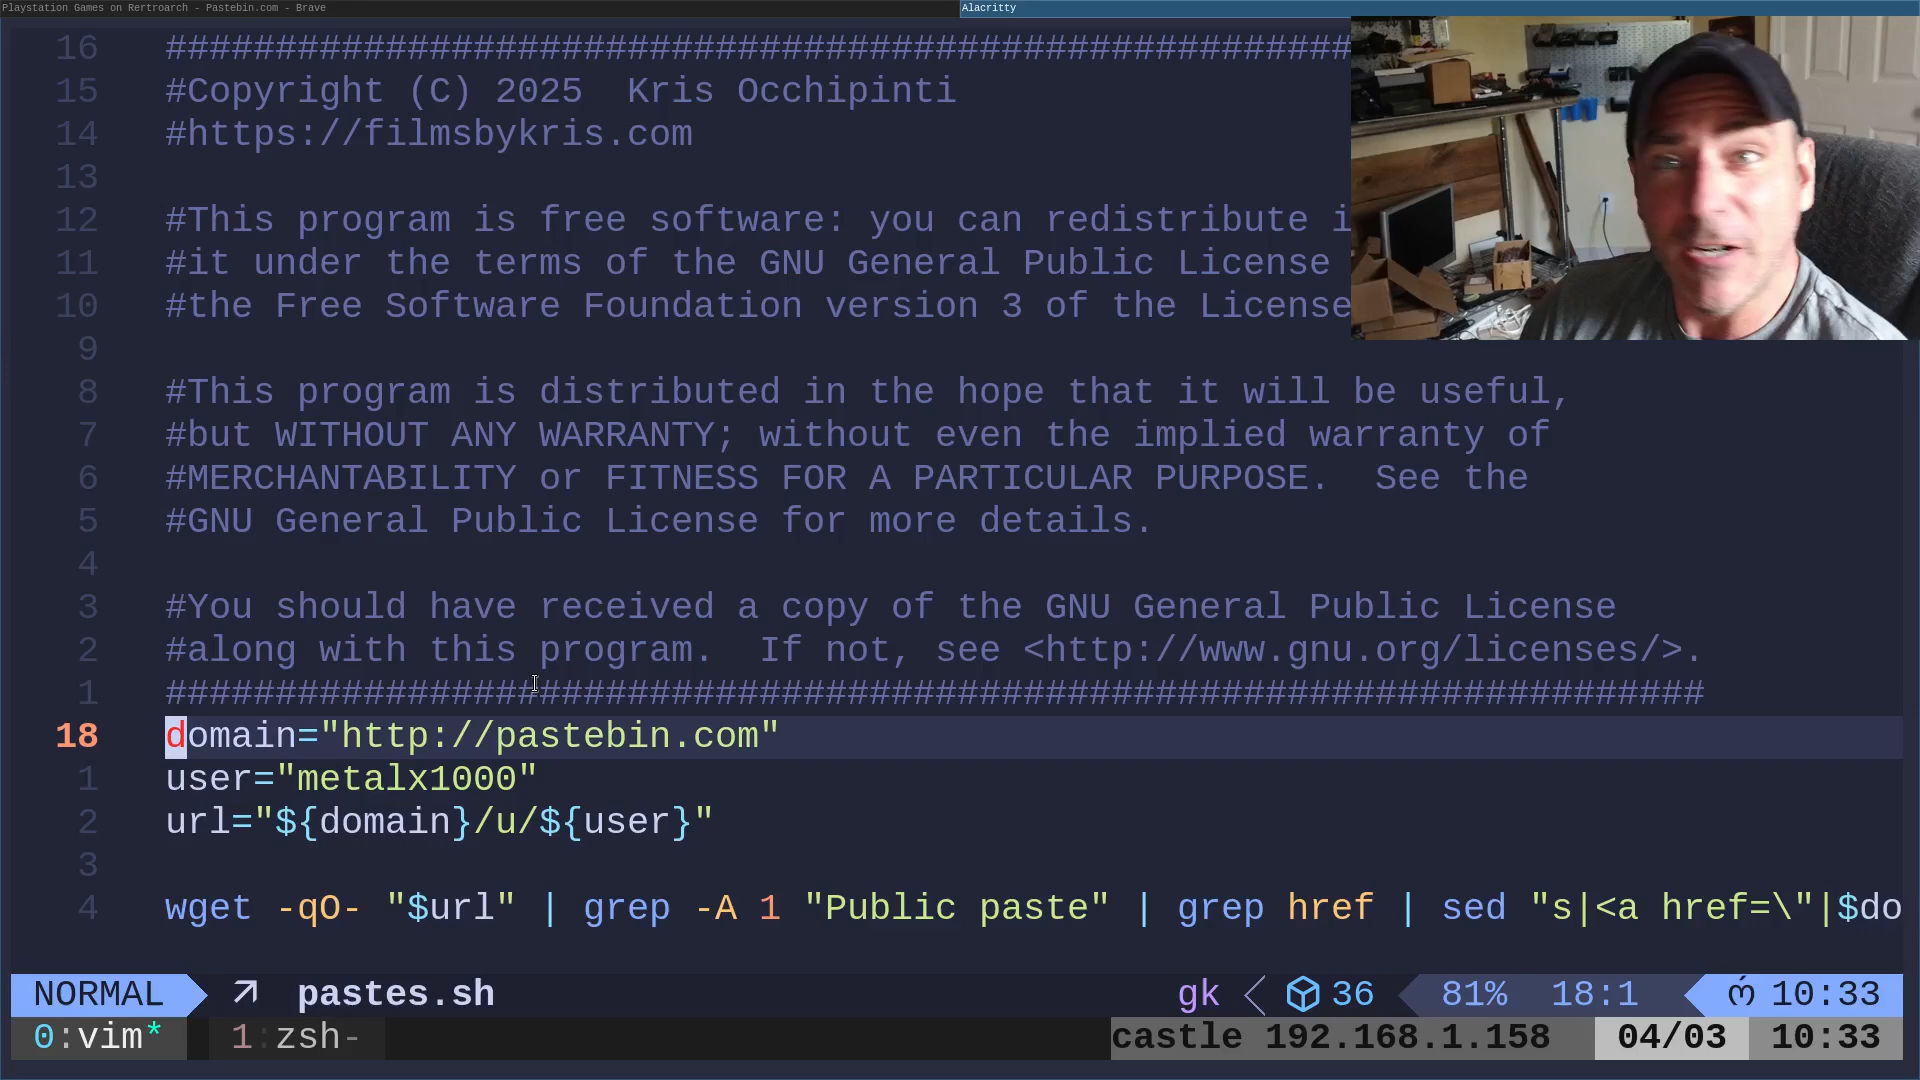 Playstation Games on Rertroarch - Pastebin.com - Brave
Alacritty
16 ######################################################
15 #Copyright (C) 2025  Kris Occhipinti
14 #https://filmsbykris.com
13
12 #This program is free software: you can redistribute i
11 #it under the terms of the GNU General Public License
10 #the Free Software Foundation version 3 of the License
9
8 #This program is distributed in the hope that it will be useful,
7 #but WITHOUT ANY WARRANTY; without even the implied warranty of
6 #MERCHANTABILITY or FITNESS FOR A PARTICULAR PURPOSE.  See the
5 #GNU General Public License for more details.
4
3 #You should have received a copy of the GNU General Public License
2 #along with this program.  If not, see <http://www.gnu.org/licenses/>.
1 ######################################################################
18 domain="http://pastebin.com"
1 user="metalx1000"
2 url="${domain}/u/${user}"
3
4 wget -qO- "$url" | grep -A 1 "Public paste" | grep href | sed "s|<a href=\"|$do
NORMAL pastes.sh gk 36 81% 18:1 10:33
0:vim* 1:zsh- castle 192.168.1.158 04/03 10:33